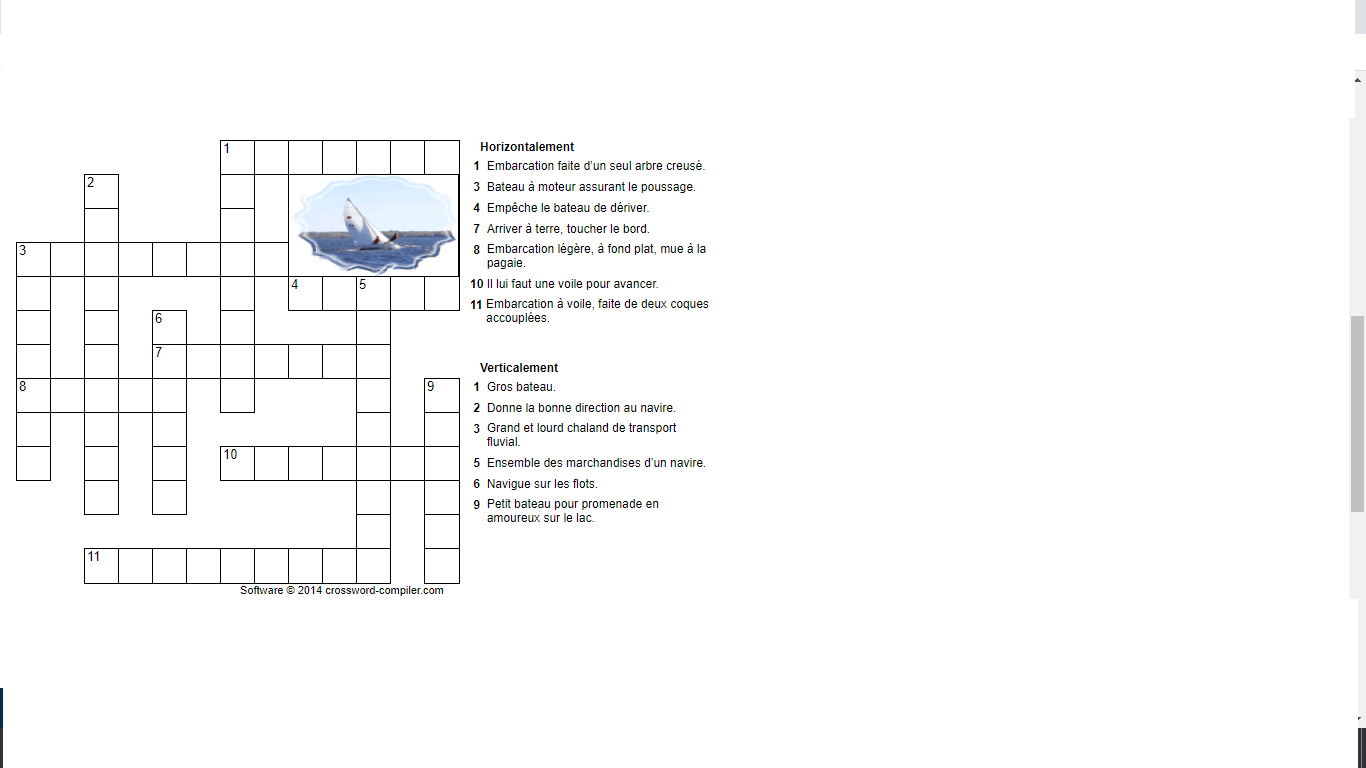 1
2
3
4 5
6
7
8 9
10
11
Software © 2014 crossword-compiler.com
Horizontalement
1 Embarcation faite d'un seul arbre creusé.
3 Bateau à moteur assurant le poussage.
4 Empêche le bateau de dériver.
7 Arriver à terre, toucher le bord.
8 Embarcation légère, à fond plat, mue à la
pagaie.
10 Il lui faut une voile pour avancer.
11 Embarcation à voile, faite de deux coques
accouplées.
Verticalement
1 Gros bateau.
2 Donne la bonne direction au navire.
3 Grand et lourd chaland de transport
fluvial.
5 Ensemble des marchandises d'un navire.
6 Navigue sur les flots.
9 Petit bateau pour promenade en
amoureux sur le lac.